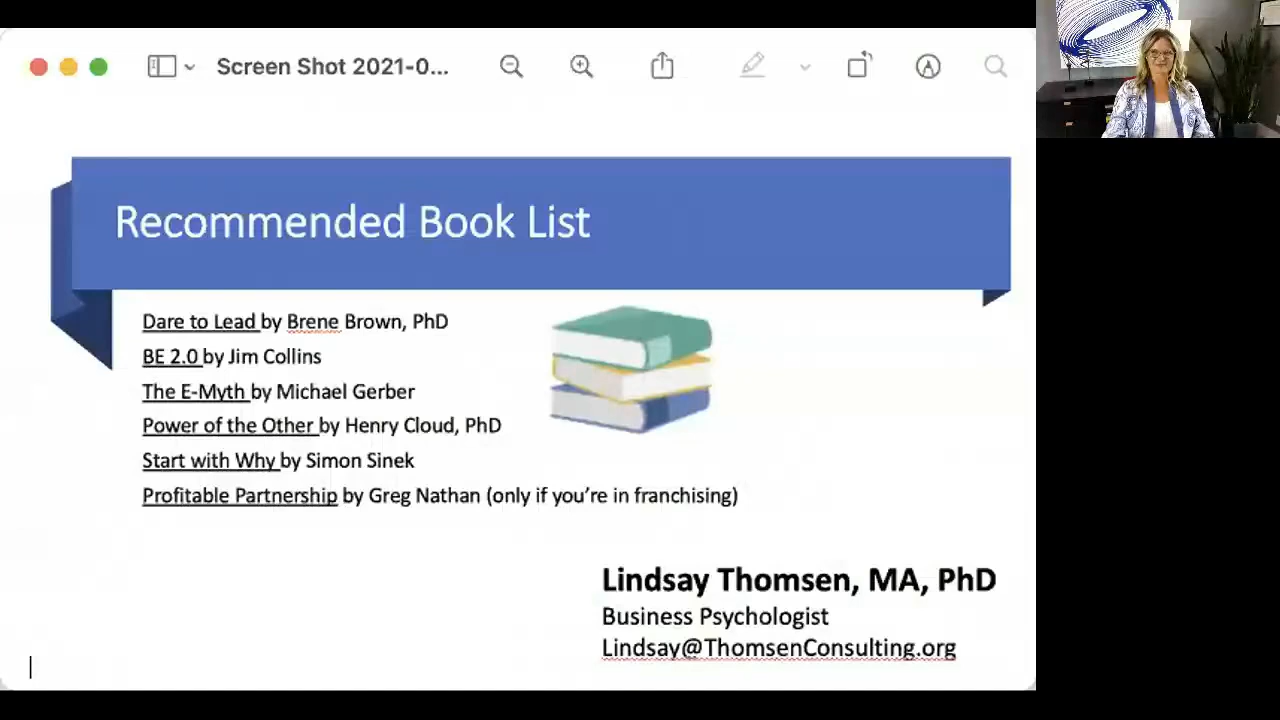 Screen Shot 2021-0...
Recommended Book List
Dare to Lead by Brene Brown, PhD
BE 2.0 by Jim Collins
The E-Myth by Michael Gerber
Power of the Other by Henry Cloud, PhD
Start with Why by Simon Sinek
Profitable Partnership by Greg Nathan (only if you’re in franchising)
Lindsay Thomsen, MA, PhD
Business Psychologist
Lindsay@ThomsenConsulting.org